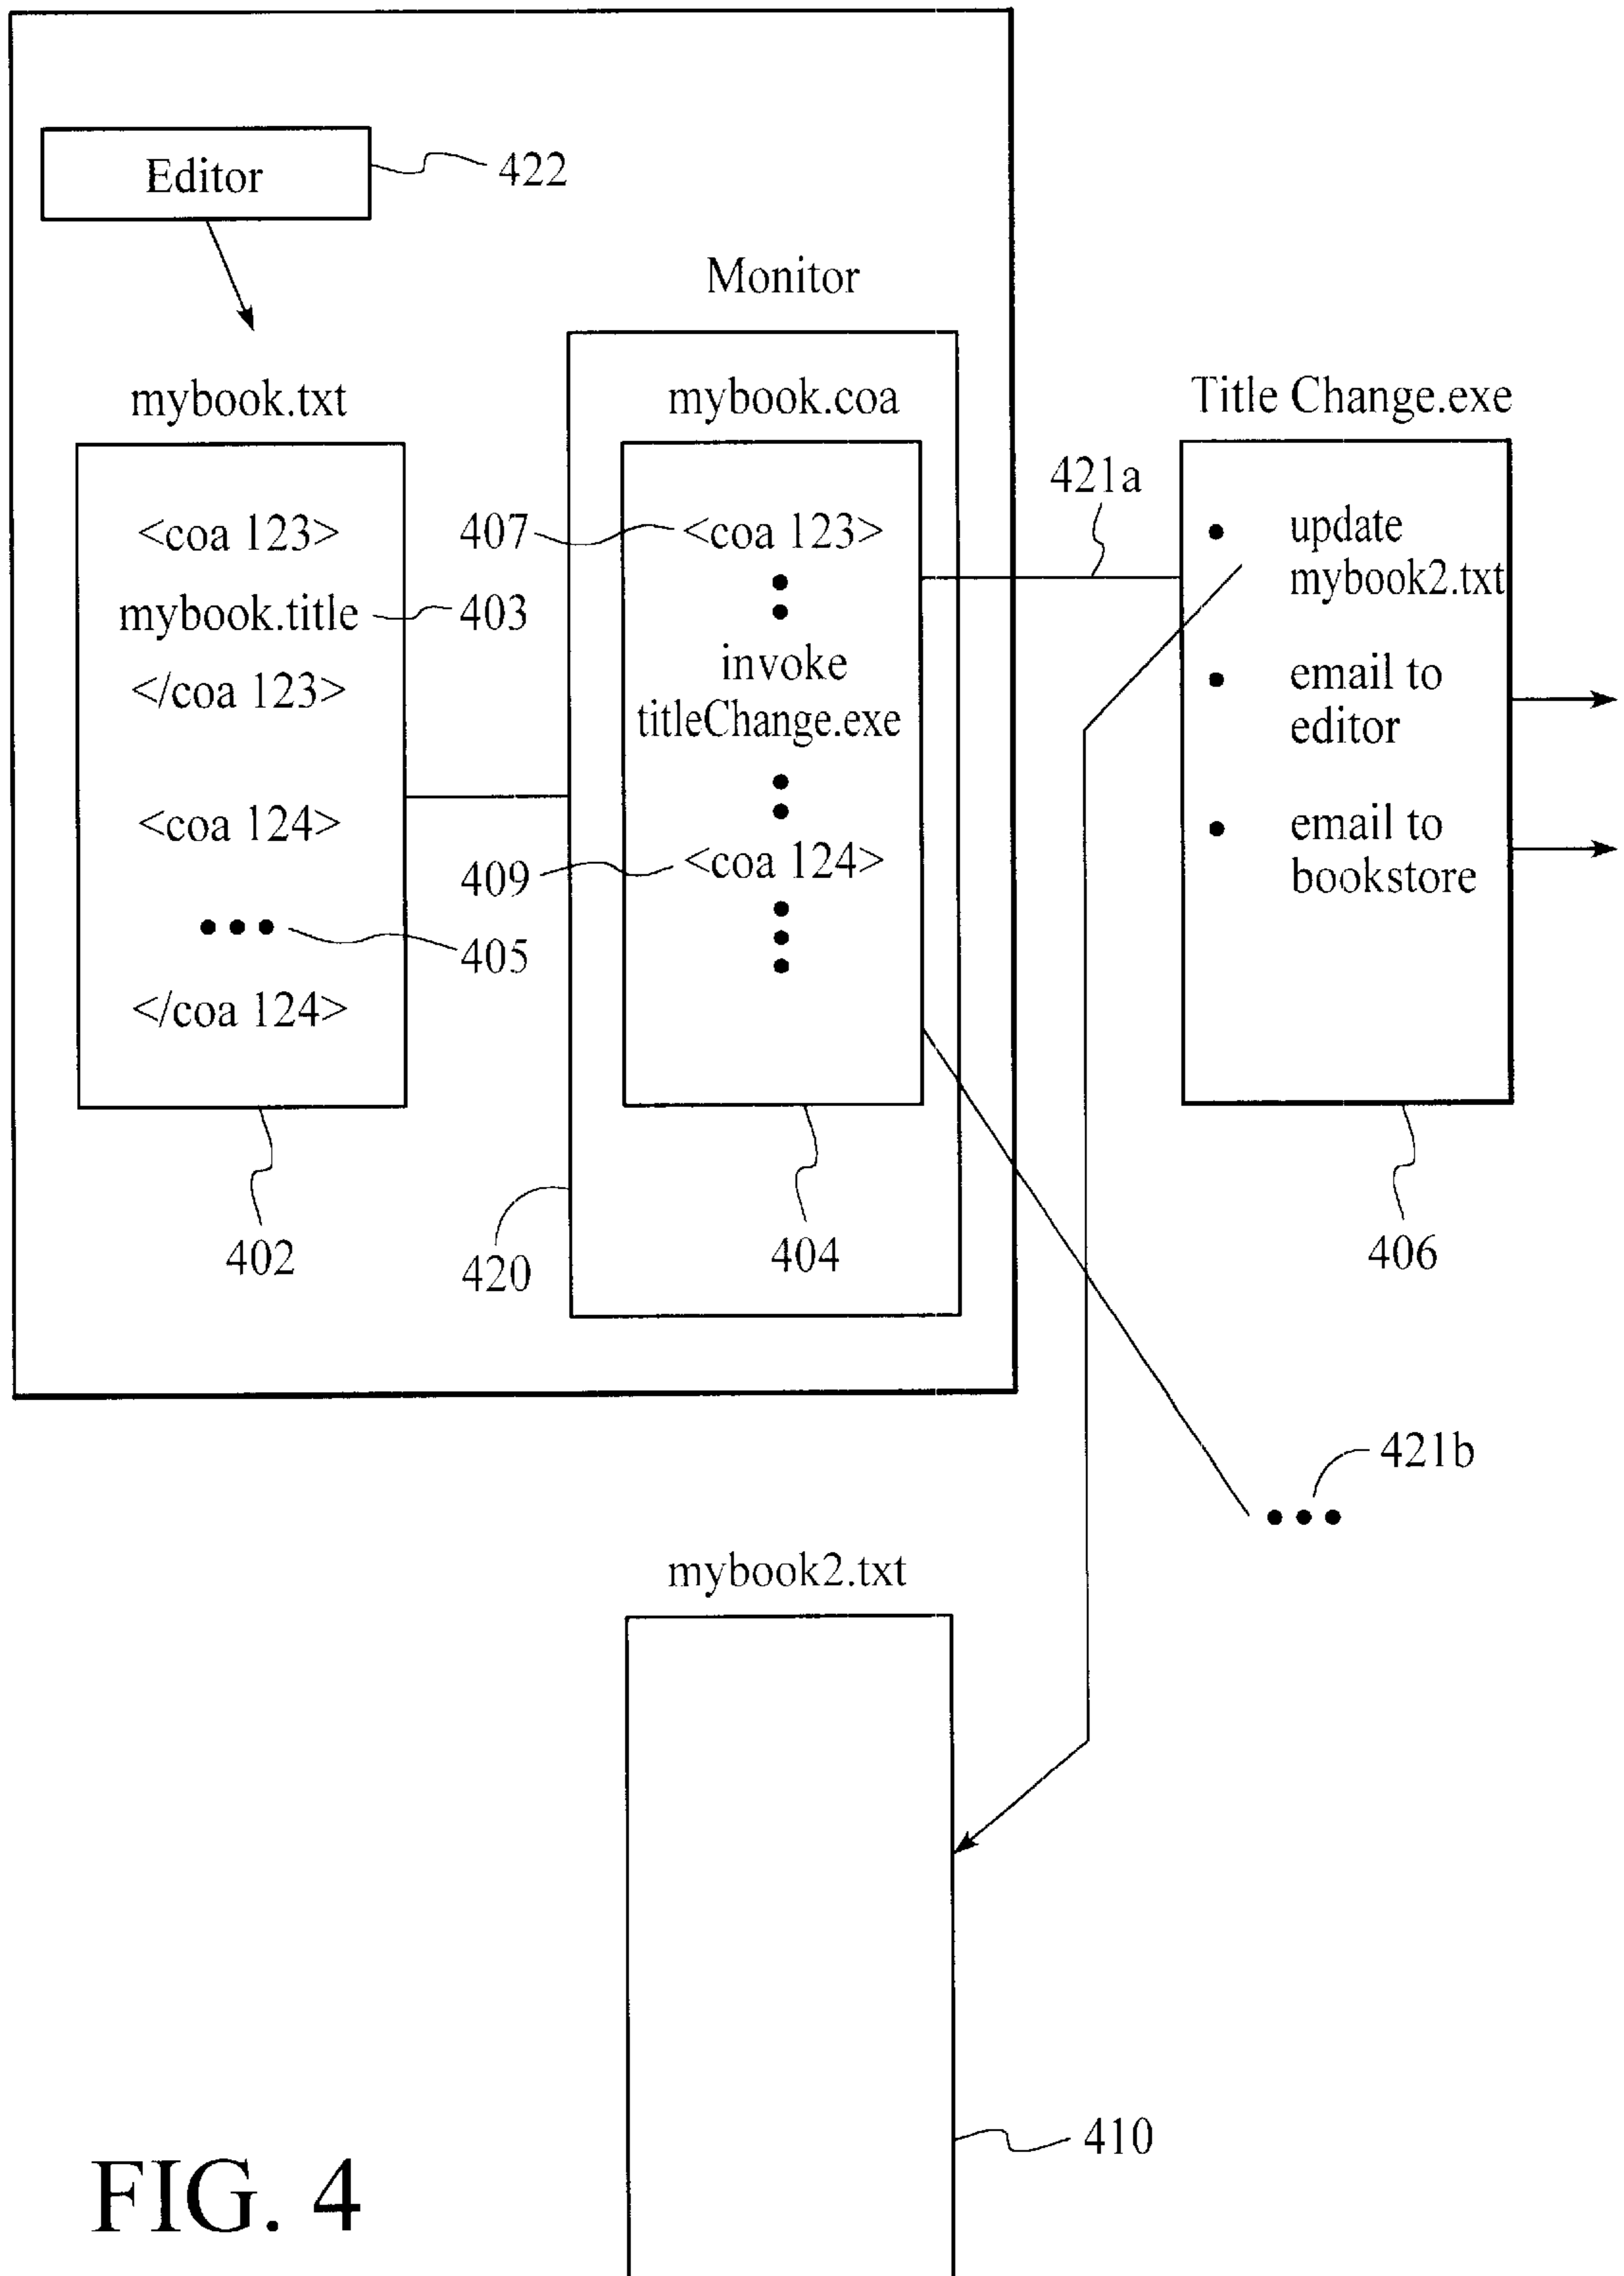 Editor
422
Monitor
mybook.txt
mybook.coa
Title Change.exe
421a
<coa 123>
mybook.title
403
</coa 123>
<coa 124>
405
</coa 124>
407
<coa 123>
invoke
titleChange.exe
409
<coa 124>
• update
mybook2.txt
• email to
editor
• email to
bookstore
402
420
404
406
421b
mybook2.txt
410
FIG. 4